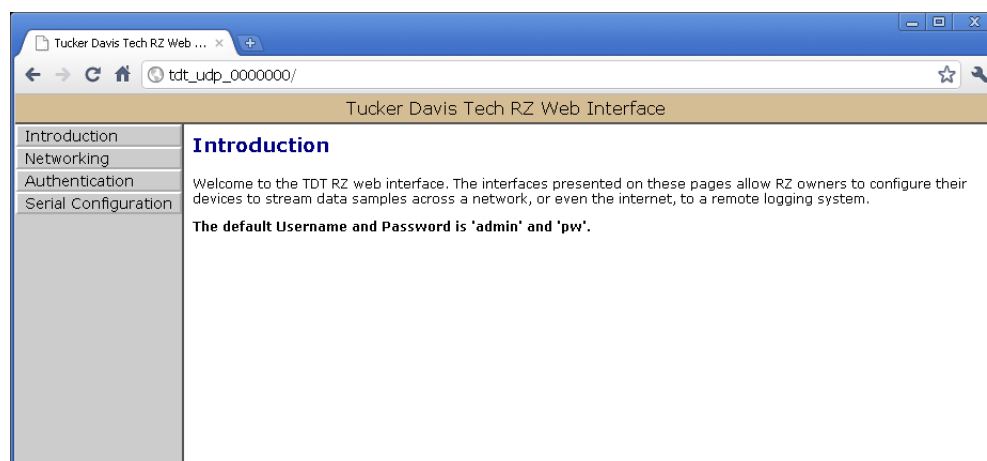 Tucker Davis Tech RZ Web ...
tdt_udp_0000000/
Tucker Davis Tech RZ Web Interface
Introduction
Networking
Authentication
Serial Configuration
Introduction
Welcome to the TDT RZ web interface. The interfaces presented on these pages allow RZ owners to configure their
devices to stream data samples across a network, or even the internet, to a remote logging system.
The default Username and Password is 'admin' and 'pw'.